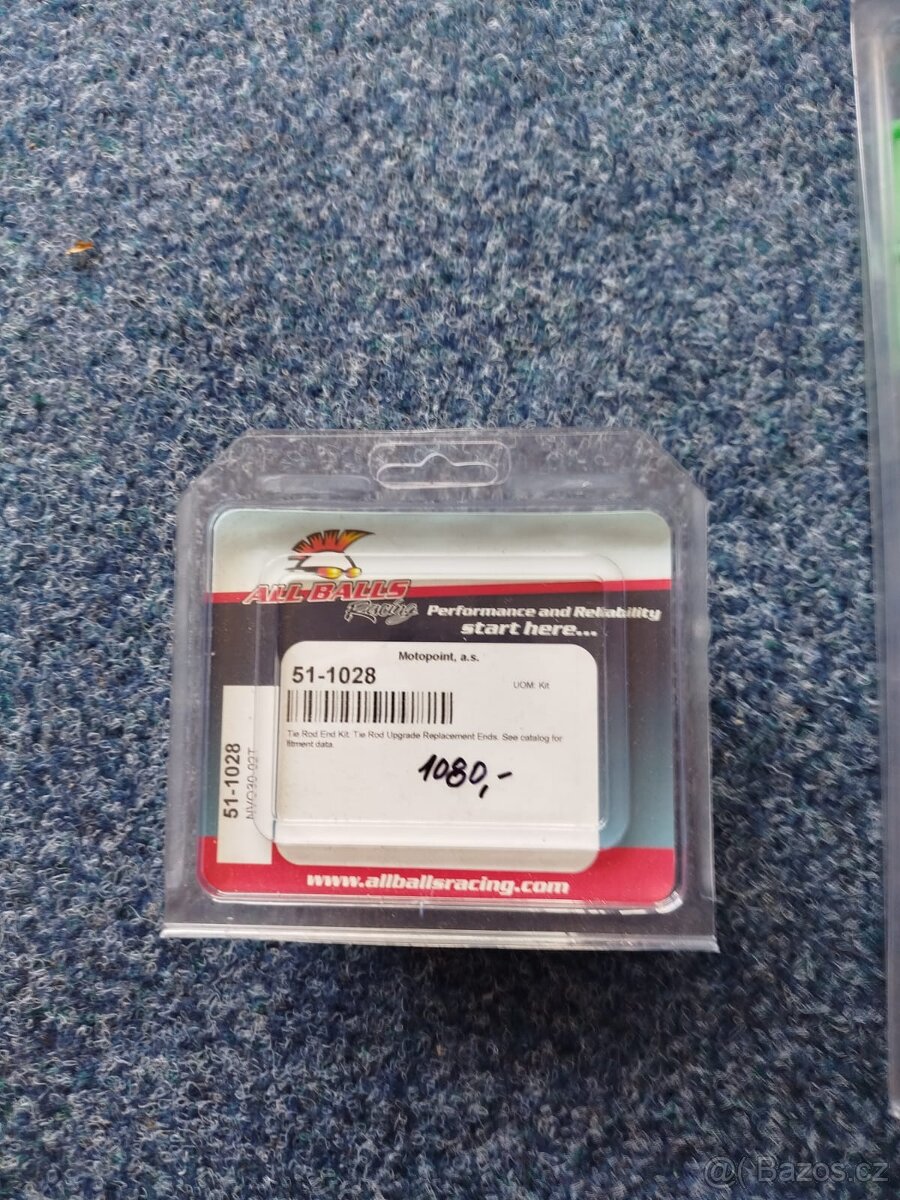 ALL BALLS
Racing
Performance and Reliability
start here...
Motopoint, a.s.
51-1028
UOM: Kit
Tie Rod End Kit, Tie Rod Upgrade Replacement Ends. See catalog for
fitment data.
1080,-
51-1028
www.allballsracing.com
@( Bazos.cz